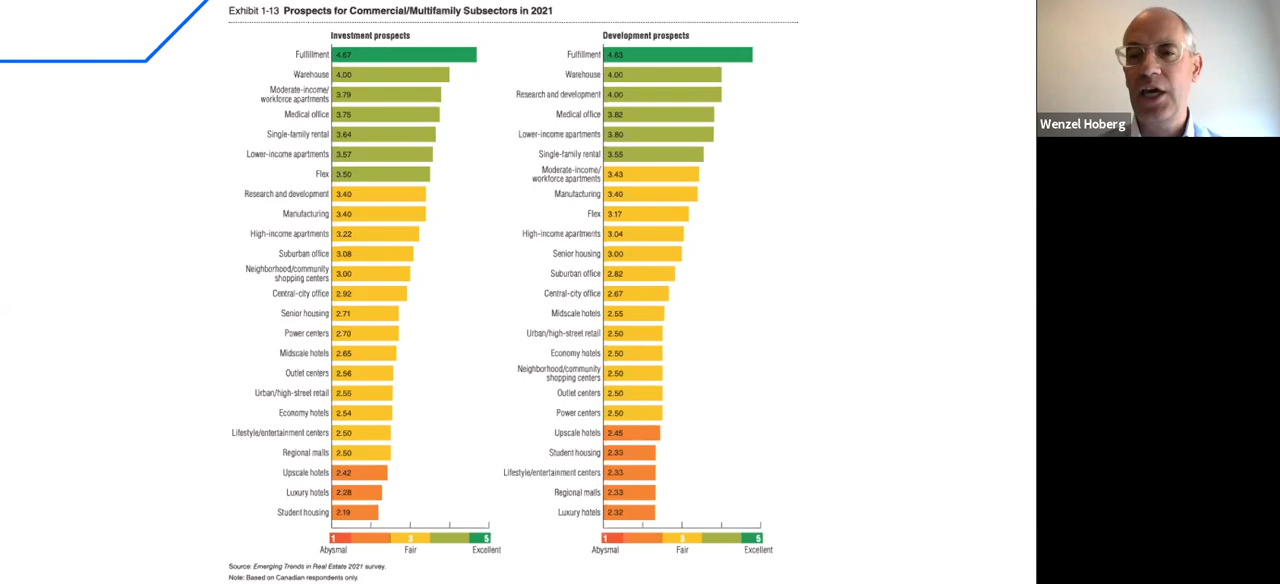 Exhibit 1-13 Prospects for Commercial/Multifamily Subsectors in 2021
Investment prospects
Fulfillment 4.67
Warehouse 4.00
Moderate-income/
workforce apartments 3.79
Medical office 3.75
Single-family rental 3.64
Lower-income apartments 3.57
Flex 3.50
Research and development 3.40
Manufacturing 3.40
High-income apartments 3.22
Suburban office 3.08
Neighborhood/community
shopping centers 3.00
Central-city office 2.92
Senior housing 2.71
Power centers 2.70
Midscale hotels 2.65
Outlet centers 2.56
Urban/high-street retail 2.55
Economy hotels 2.54
Lifestyle/entertainment centers 2.50
Regional malls 2.50
Upscale hotels 2.42
Luxury hotels 2.28
Student housing 2.19
1 3 5
Abysmal Fair Excellent
Development prospects
Fulfillment 4.83
Warehouse 4.00
Research and development 4.00
Medical office 3.82
Lower-income apartments 3.80
Single-family rental 3.55
Moderate-income/
workforce apartments 3.43
Manufacturing 3.40
Flex 3.17
High-income apartments 3.04
Senior housing 3.00
Suburban office 2.82
Central-city office 2.67
Midscale hotels 2.55
Urban/high-street retail 2.50
Economy hotels 2.50
Neighborhood/community
shopping centers 2.50
Outlet centers 2.50
Power centers 2.50
Upscale hotels 2.45
Student housing 2.33
Lifestyle/entertainment centers 2.33
Regional malls 2.33
Luxury hotels 2.32
1 3 5
Abysmal Fair Excellent
Source: Emerging Trends in Real Estate 2021 survey.
Note: Based on Canadian respondents only.
Wenzel Hoberg